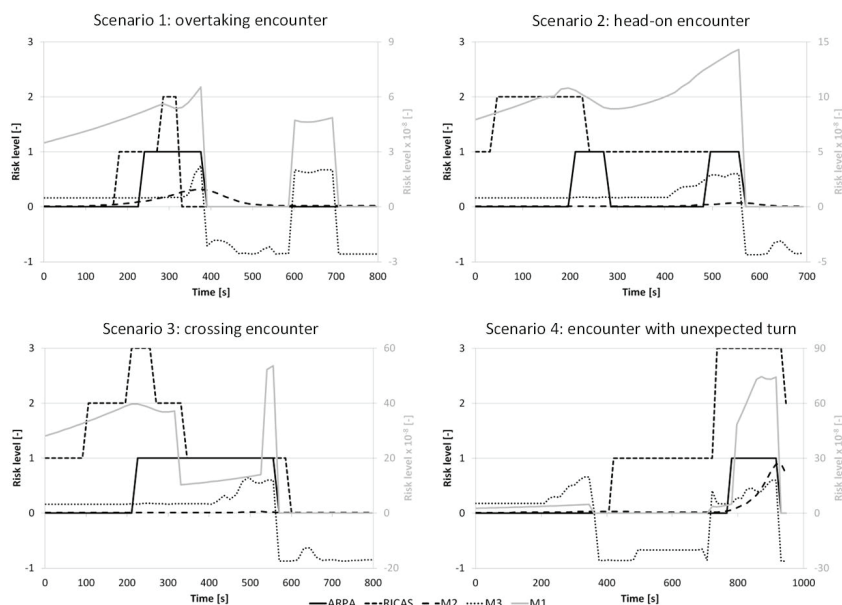 Scenario 1: overtaking encounter
3
2
1
0
-1
Risk level [-]
9
6
3
0
-3
Risk level x 10⁻⁸ [-]
0 100 200 300 400 500 600 700 800
Time [s]
Scenario 2: head-on encounter
3
2
1
0
-1
Risk level [-]
15
10
5
0
-5
Risk level x 10⁻⁸ [-]
0 100 200 300 400 500 600 700
Time [s]
Scenario 3: crossing encounter
3
2
1
0
-1
Risk level [-]
60
40
20
0
-20
Risk level x 10⁻⁸ [-]
0 100 200 300 400 500 600 700 800
Time [s]
Scenario 4: encounter with unexpected turn
3
2
1
0
-1
Risk level [-]
90
60
30
0
-30
Risk level x 10⁻⁸ [-]
0 200 400 600 800 1000
Time [s]
ARPA RICAS M2 M3 M1